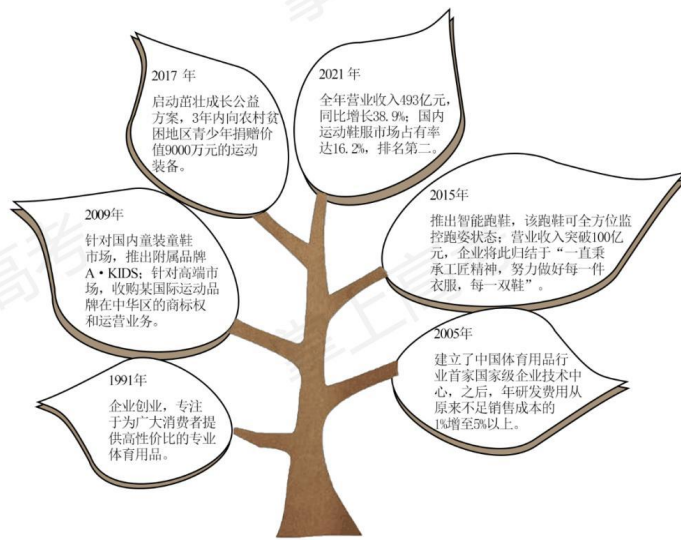 2017 年
启动茁壮成长公益
方案，3年内向农村贫
困地区青少年捐赠价
值9000万元的运动
装备。
2021 年
全年营业收入493亿元，
同比增长38.9%；国内
运动鞋服市场占有率
达16.2%，排名第二。
2009年
针对国内童装童鞋
市场，推出附属品牌
A·KIDS；针对高端市
场，收购某国际运动品
牌在中华区的商标权
和运营业务。
2015年
推出智能跑鞋，该跑鞋可全方位监
控跑姿状态；营业收入突破100亿
元，企业将此归结于“一直秉
承工匠精神，努力做好每一件
衣服，每一双鞋”。
1991年
企业创业，专注
于为广大消费者提
供高性价比的专业
体育用品。
2005年
建立了中国体育用品行
业首家国家级企业技术中
心，之后，年研发费用从
原来不足销售成本的
1%增至5%以上。